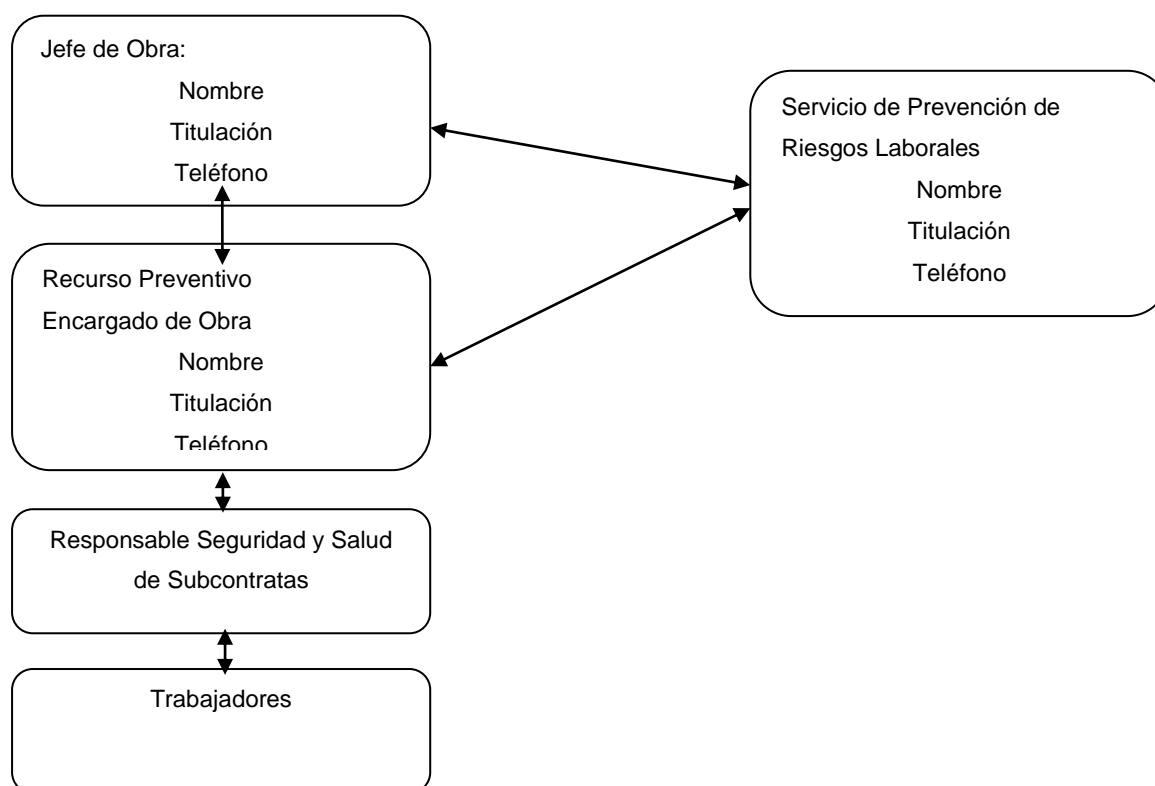 Jefe de Obra:
Nombre
Titulación
Teléfono
Servicio de Prevención de
Riesgos Laborales
Nombre
Titulación
Teléfono
Recurso Preventivo
Encargado de Obra
Nombre
Titulación
Teléfono
Responsable Seguridad y Salud
de Subcontratas
Trabajadores